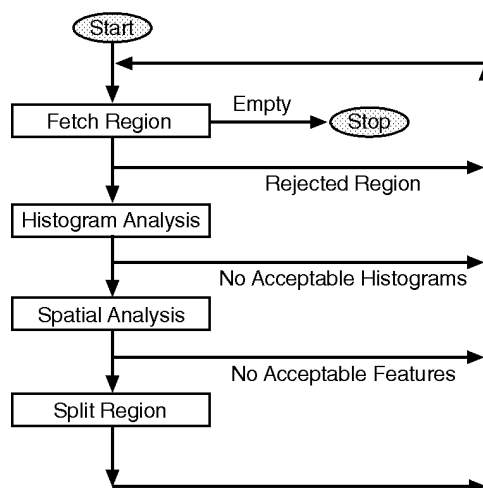 Start
Fetch Region
Empty
Stop
Rejected Region
Histogram Analysis
No Acceptable Histograms
Spatial Analysis
No Acceptable Features
Split Region